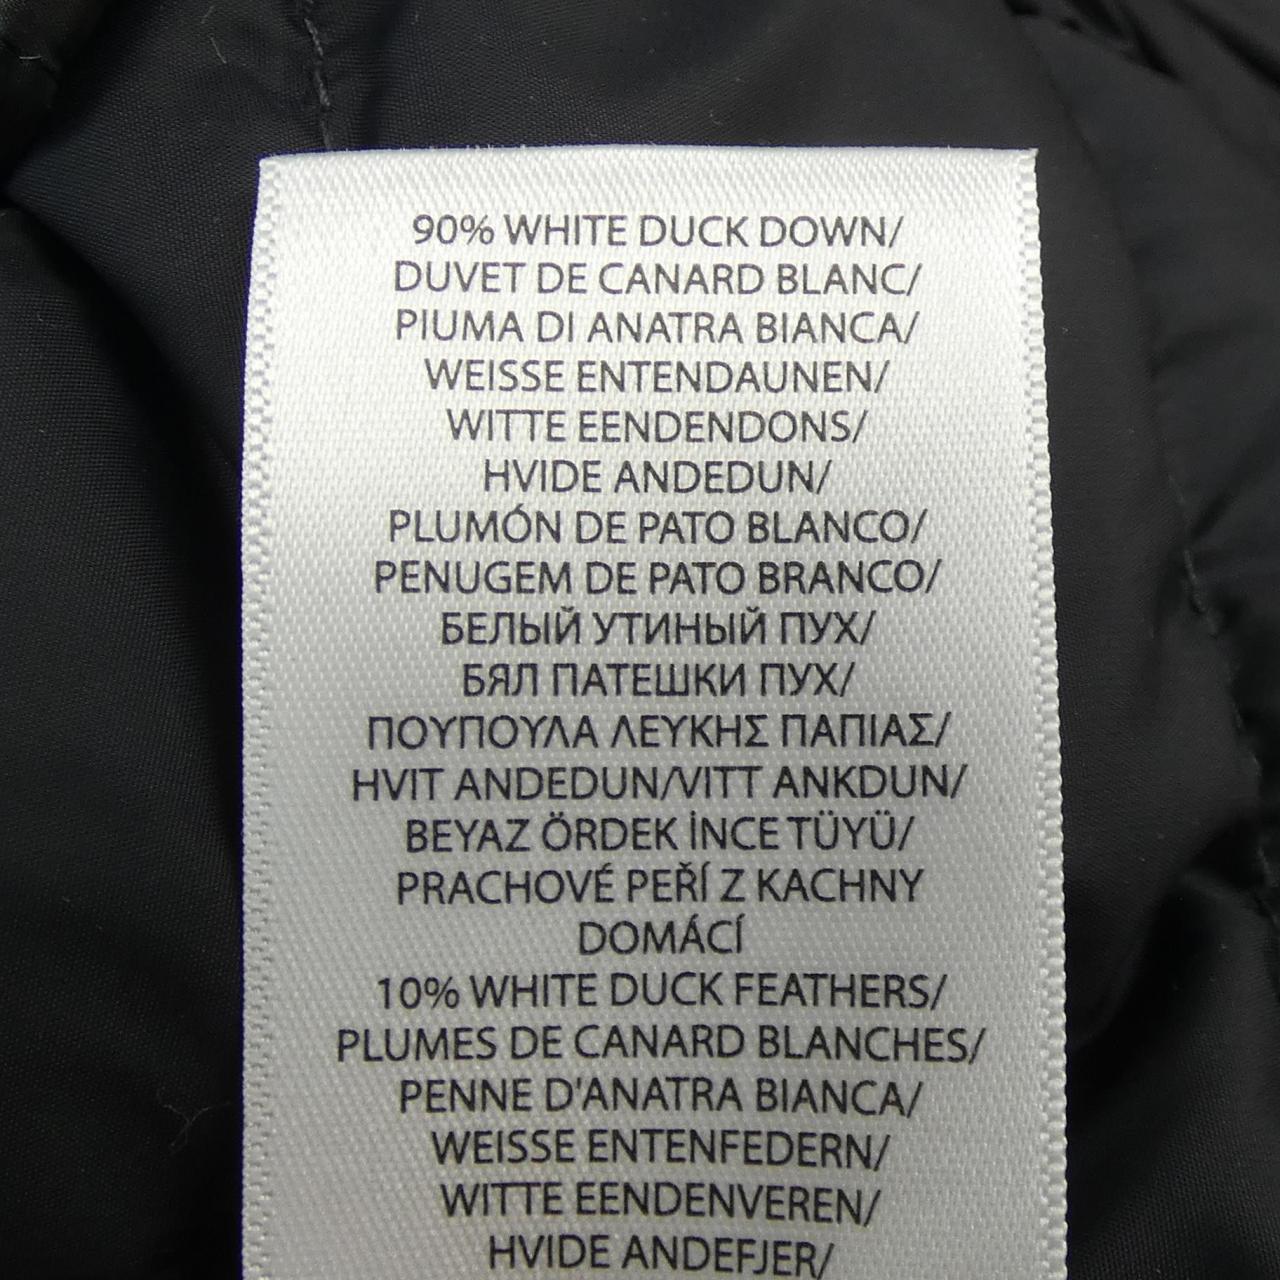 90% WHITE DUCK DOWN/
DUVET DE CANARD BLANC/
PIUMA DI ANATRA BIANCA/
WEISSE ENTENDAUNEN/
WITTE EENDENDONS/
HVIDE ANDEDUN/
PLUMÓN DE PATO BLANCO/
PENUGEM DE PATO BRANCO/
БЕЛЫЙ УТИНЫЙ ПУХ/
БЯЛ ПАТЕШКИ ПУХ/
ΠΟΥΠΟΥΛΑ ΛΕΥΚΗΣ ΠΑΠΙΑΣ/
HVIT ANDEDUN/VITT ANKDUN/
BEYAZ ÖRDEK İNCE TÜYÜ/
PRACHOVÉ PEŘÍ Z KACHNY
DOMÁCÍ
10% WHITE DUCK FEATHERS/
PLUMES DE CANARD BLANCHES/
PENNE D'ANATRA BIANCA/
WEISSE ENTENFEDERN/
WITTE EENDENVEREN/
HVIDE ANDEFJER/